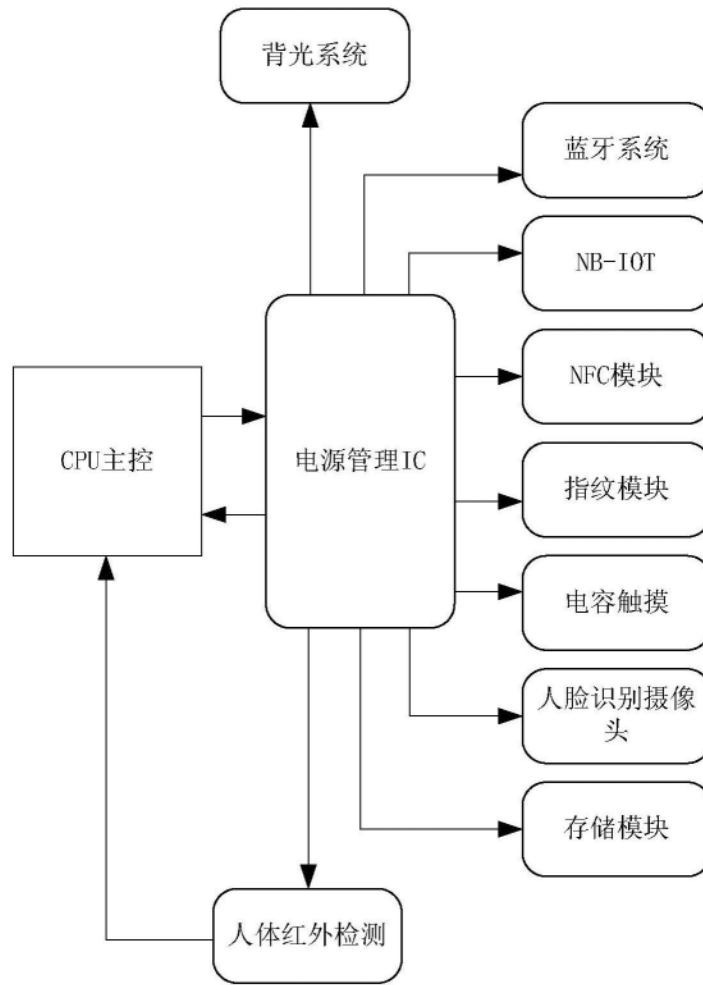 背光系统
蓝牙系统
NB-IOT
NFC模块
CPU主控
电源管理IC
指纹模块
电容触摸
人脸识别摄像
头
存储模块
人体红外检测